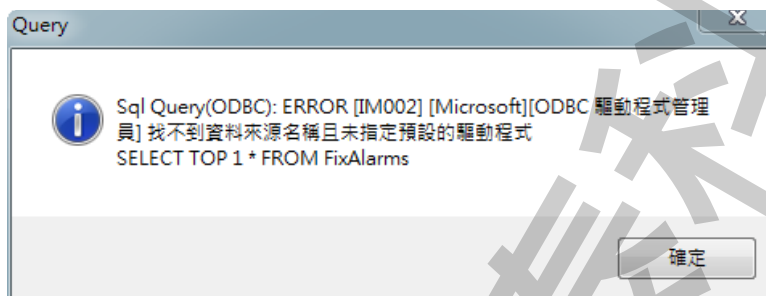 Query
Sql Query(ODBC): ERROR [IM002] [Microsoft][ODBC 驅動程式管理
員] 找不到資料來源名稱且未指定預設的驅動程式
SELECT TOP 1 * FROM FixAlarms
確定